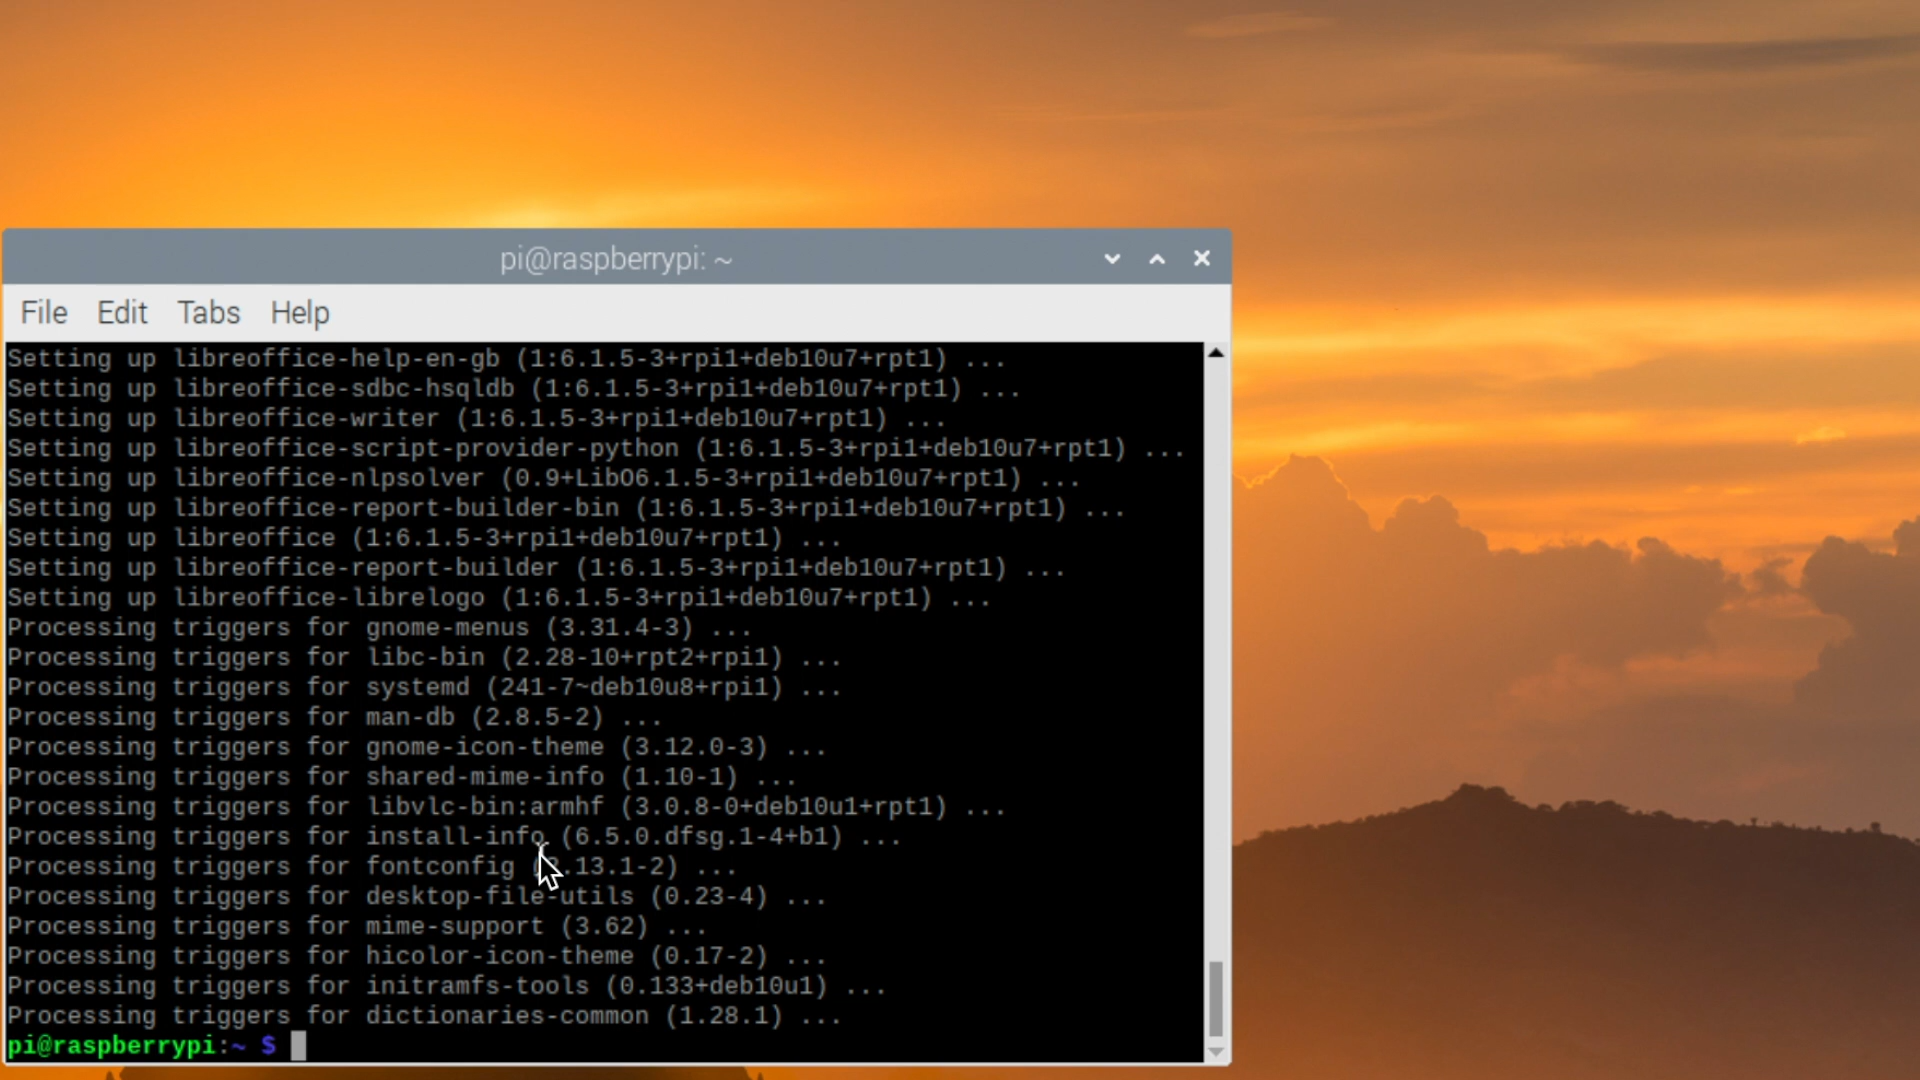 pi@raspberrypi: ~
File Edit Tabs Help
Setting up libreoffice-help-en-gb (1:6.1.5-3+rpi1+deb10u7+rpt1) ...
Setting up libreoffice-sdbc-hsqldb (1:6.1.5-3+rpi1+deb10u7+rpt1) ...
Setting up libreoffice-writer (1:6.1.5-3+rpi1+deb10u7+rpt1) ...
Setting up libreoffice-script-provider-python (1:6.1.5-3+rpi1+deb10u7+rpt1) ...
Setting up libreoffice-nlpsolver (0.9+LibO6.1.5-3+rpi1+deb10u7+rpt1) ...
Setting up libreoffice-report-builder-bin (1:6.1.5-3+rpi1+deb10u7+rpt1) ...
Setting up libreoffice (1:6.1.5-3+rpi1+deb10u7+rpt1) ...
Setting up libreoffice-report-builder (1:6.1.5-3+rpi1+deb10u7+rpt1) ...
Setting up libreoffice-librelogo (1:6.1.5-3+rpi1+deb10u7+rpt1) ...
Processing triggers for gnome-menus (3.31.4-3) ...
Processing triggers for libc-bin (2.28-10+rpt2+rpi1) ...
Processing triggers for systemd (241-7~deb10u8+rpi1) ...
Processing triggers for man-db (2.8.5-2) ...
Processing triggers for gnome-icon-theme (3.12.0-3) ...
Processing triggers for shared-mime-info (1.10-1) ...
Processing triggers for libvlc-bin:armhf (3.0.8-0+deb10u1+rpt1) ...
Processing triggers for install-info (6.5.0.dfsg.1-4+b1) ...
Processing triggers for fontconfig .13.1-2) ...
Processing triggers for desktop-file-utils (0.23-4) ...
Processing triggers for mime-support (3.62) ...
Processing triggers for hicolor-icon-theme (0.17-2) ...
Processing triggers for initramfs-tools (0.133+deb10u1) ...
Processing triggers for dictionaries-common (1.28.1) ...
pi@raspberrypi:~ $